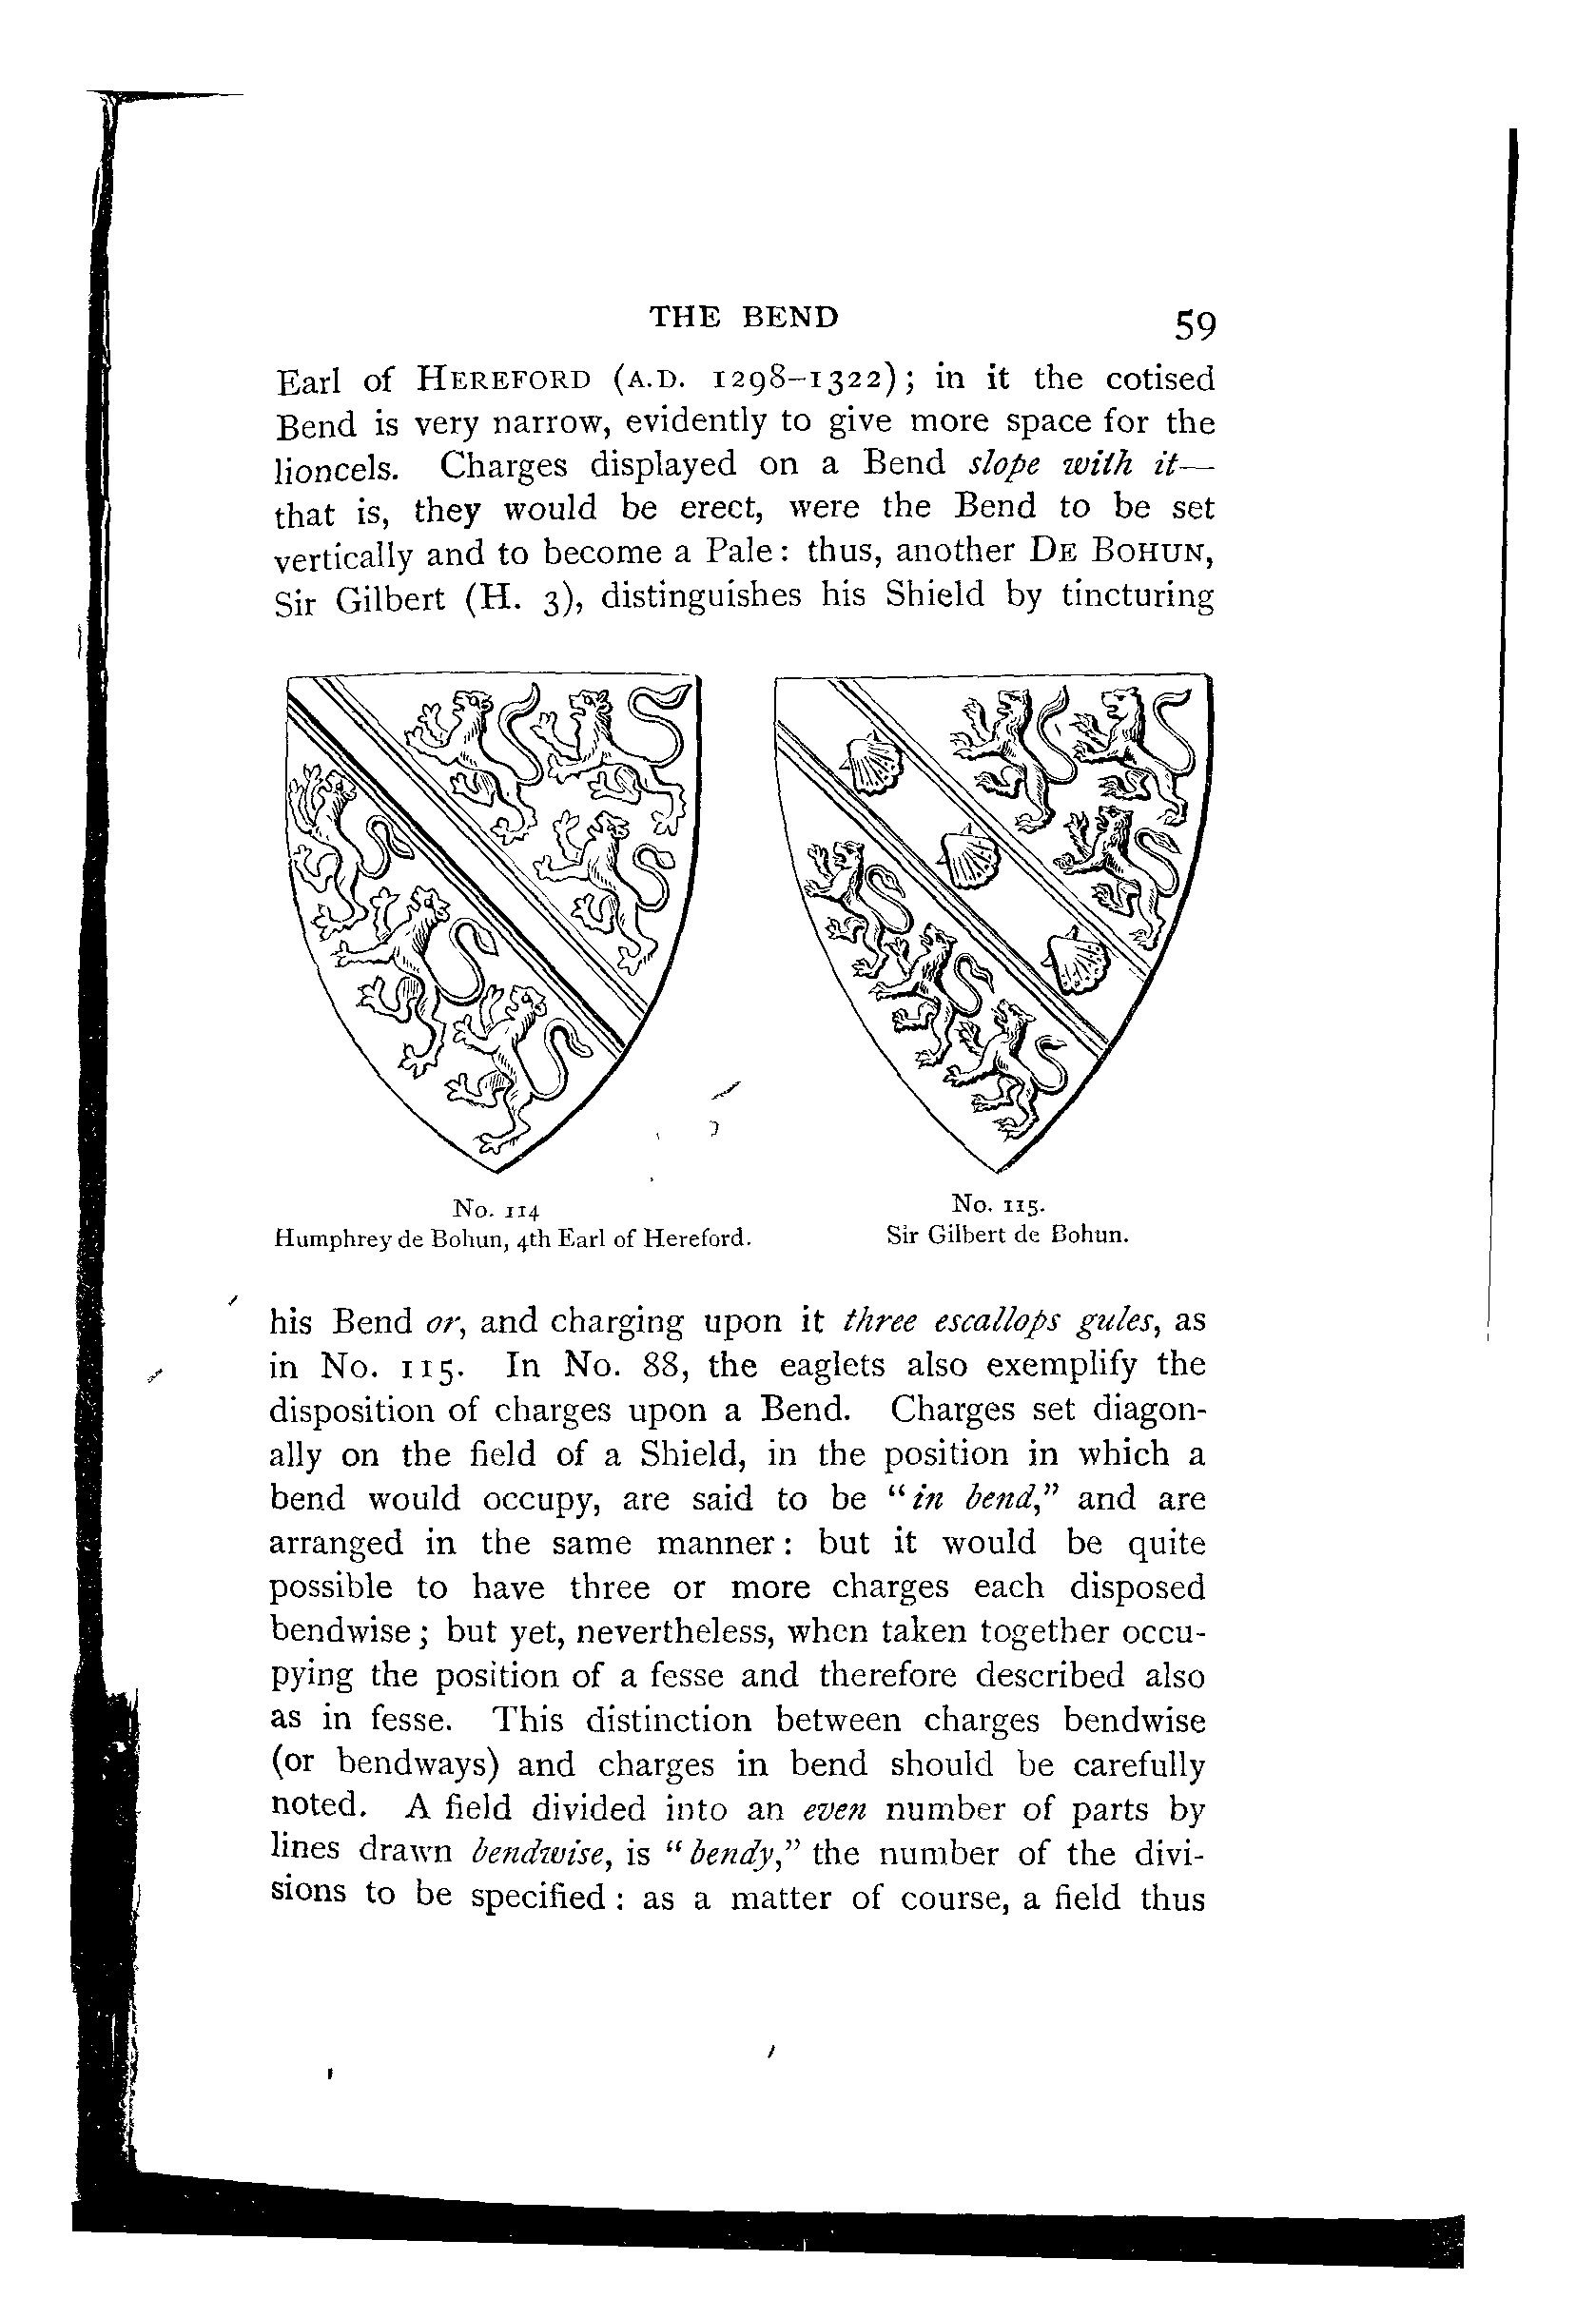 THE BEND 59
Earl of HEREFORD (A.D. 1298–1322); in it the cotised
Bend is very narrow, evidently to give more space for the
lioncels. Charges displayed on a Bend slope with it—
that is, they would be erect, were the Bend to be set
vertically and to become a Pale: thus, another DE BOHUN,
Sir Gilbert (H. 3), distinguishes his Shield by tincturing
No. 114
Humphrey de Bohun, 4th Earl of Hereford.
No. 115.
Sir Gilbert de Bohun.
his Bend or, and charging upon it three escallops gules, as
in No. 115. In No. 88, the eaglets also exemplify the
disposition of charges upon a Bend. Charges set diagon-
ally on the field of a Shield, in the position in which a
bend would occupy, are said to be "in bend," and are
arranged in the same manner: but it would be quite
possible to have three or more charges each disposed
bendwise; but yet, nevertheless, when taken together occu-
pying the position of a fesse and therefore described also
as in fesse. This distinction between charges bendwise
(or bendways) and charges in bend should be carefully
noted. A field divided into an even number of parts by
lines drawn bendwise, is "bendy," the number of the divi-
sions to be specified: as a matter of course, a field thus